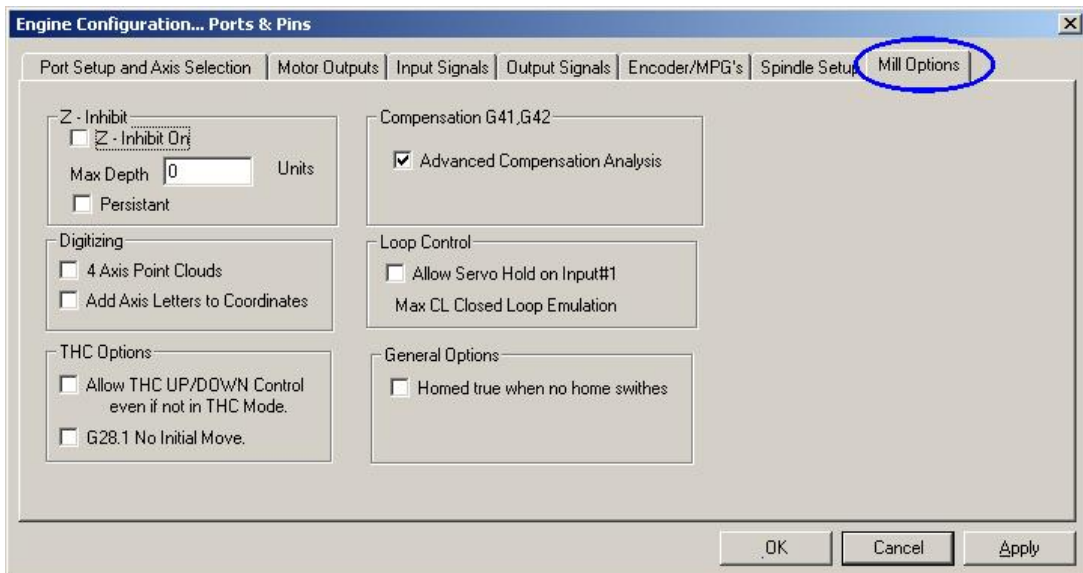 Engine Configuration... Ports & Pins
Port Setup and Axis Selection
Motor Outputs
Input Signals
Output Signals
Encoder/MPG's
Spindle Setup
Mill Options
Z - Inhibit
Z - Inhibit On
Max Depth 0 Units
Persistant
Compensation G41,G42
Advanced Compensation Analysis
Digitizing
4 Axis Point Clouds
Add Axis Letters to Coordinates
Loop Control
Allow Servo Hold on Input#1
Max CL Closed Loop Emulation
THC Options
Allow THC UP/DOWN Control
even if not in THC Mode.
G28.1 No Initial Move.
General Options
Homed true when no home swithes
OK
Cancel
Apply